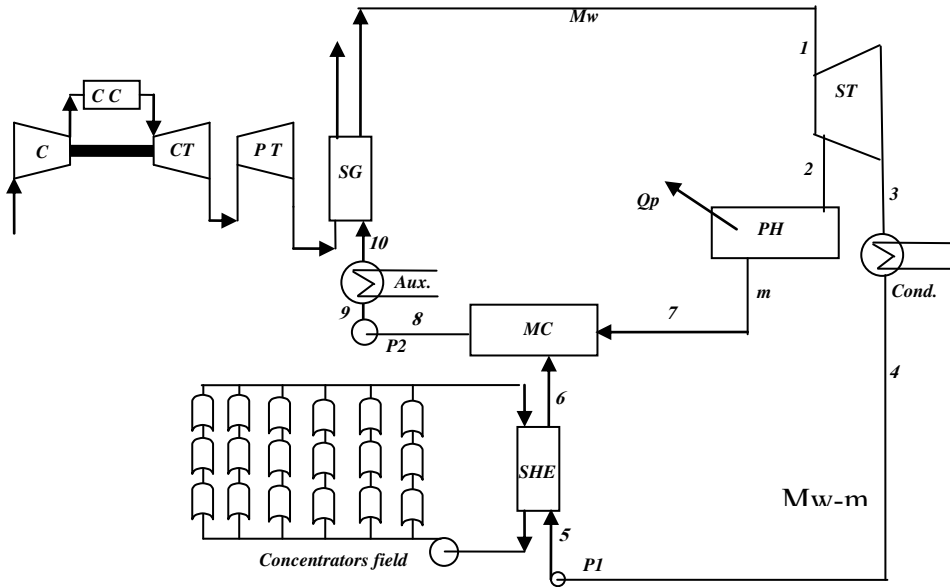 Mw
1
C C
ST
C
CT
P T
SG
2
3
Qp
PH
10
Aux.
Cond.
m
9
8
MC
7
P2
4
6
SHE
Mw-m
5
Concentrators field
P1